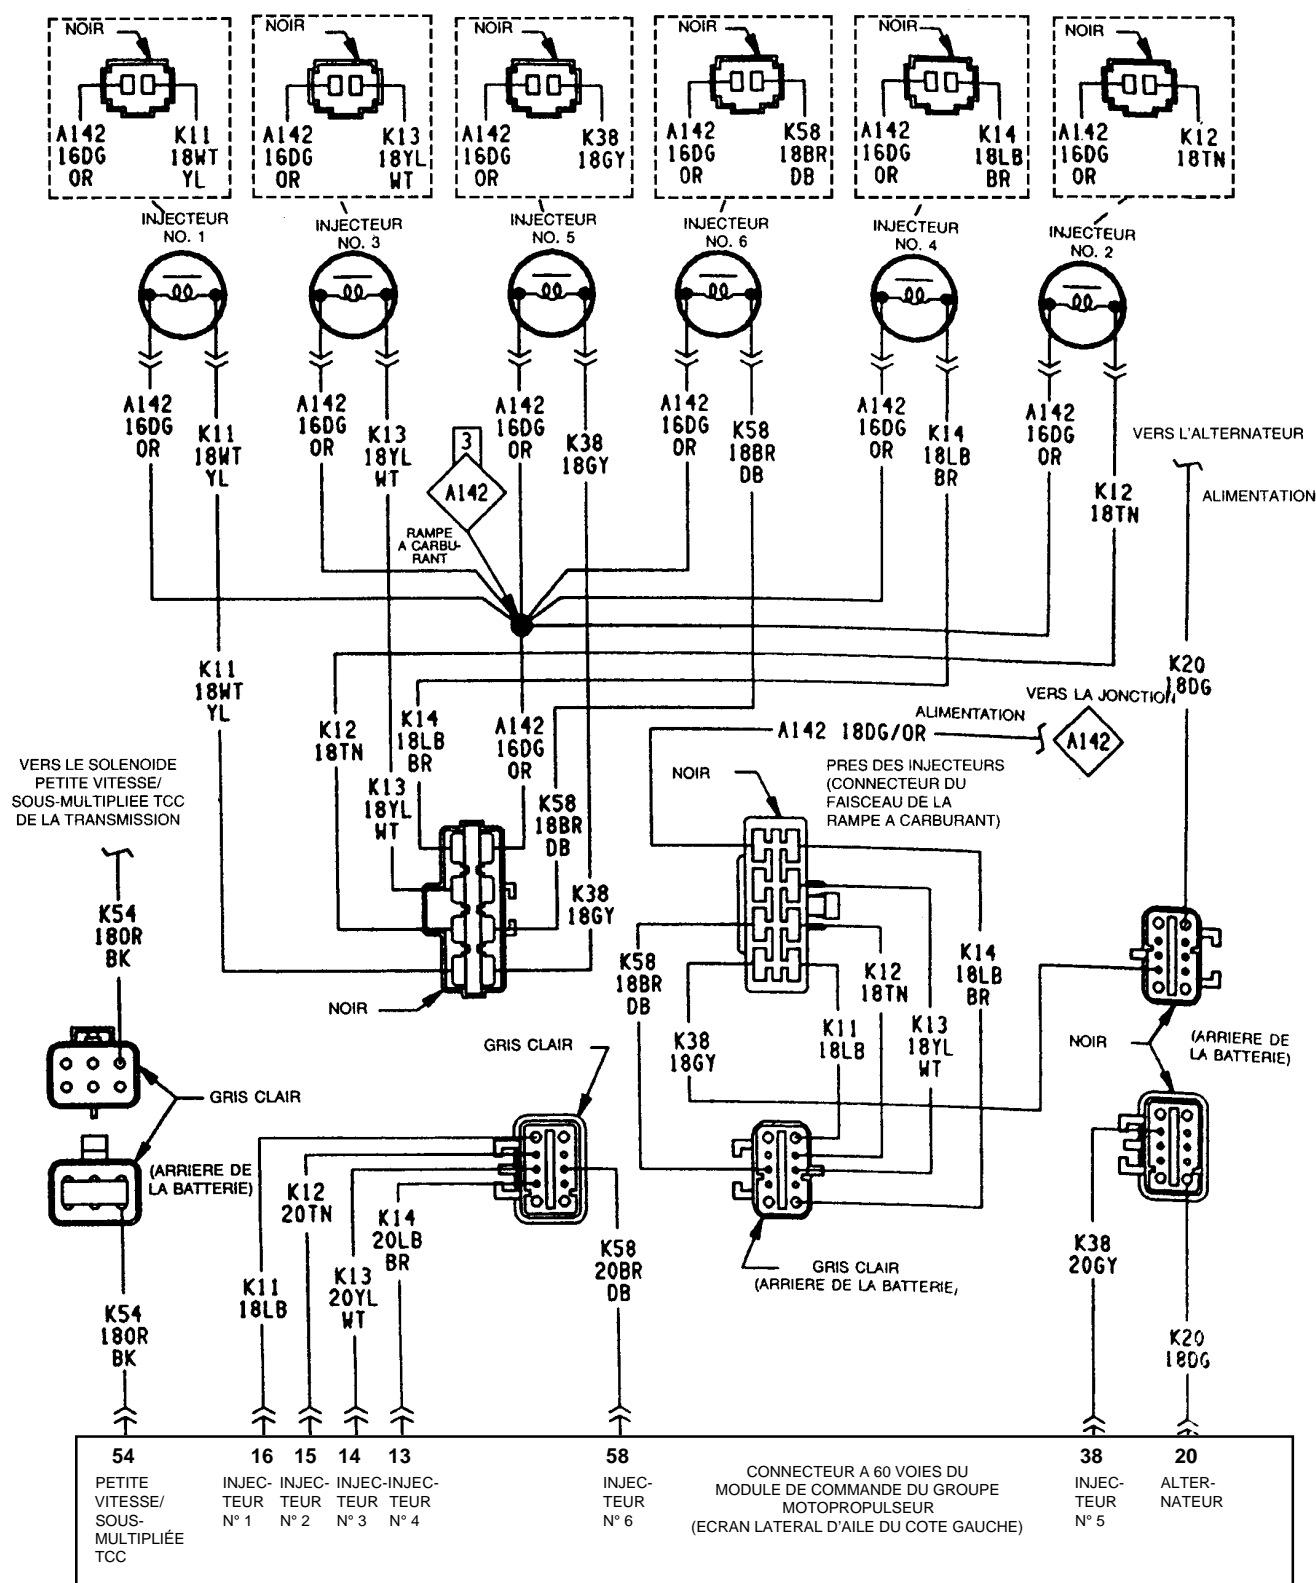 NOIR
NOIR
NOIR
NOIR
NOIR
NOIR
A142
16DG
OR
K11
18WT
YL
A142
16DG
OR
K13
18YL
WT
A142
16DG
OR
K38
18GY
A142
16DG
OR
K58
18BR
DB
A142
16DG
OR
K14
18LB
BR
A142
16DG
OR
K12
18TN
INJECTEUR
NO. 1
INJECTEUR
NO. 3
INJECTEUR
NO. 5
INJECTEUR
NO. 6
INJECTEUR
NO. 4
INJECTEUR
NO. 2
A142
16DG
OR
K11
18WT
YL
A142
16DG
OR
K13
18YL
WT
3
A142
A142
16DG
OR
K38
18GY
A142
16DG
OR
K58
18BR
DB
A142
16DG
OR
K14
18LB
BR
A142
16DG
OR
K12
18TN
VERS L'ALTERNATEUR
ALIMENTATION
RAMPE
A CARBU-
RANT
K11
18WT
YL
K12
18TN
K14
18LB
BR
A142
16DG
OR
K20
18DG
VERS LA JONCTION
ALIMENTATION
A142 18DG/OR
A142
VERS LE SOLENOIDE
PETITE VITESSE/
SOUS-MULTIPLIEE TCC
DE LA TRANSMISSION
K13
18YL
WT
K58
18BR
DB
NOIR
PRES DES INJECTEURS
(CONNECTEUR DU
FAISCEAU DE LA
RAMPE A CARBURANT)
K54
18OR
BK
K38
18GY
K58
18BR
DB
K12
18TN
K14
18LB
BR
NOIR
K38
18GY
K11
18LB
K13
18YL
WT
NOIR
(ARRIERE DE
LA BATTERIE)
GRIS CLAIR
GRIS CLAIR
(ARRIERE DE
LA BATTERIE)
K12
20TN
K14
20LB
BR
K58
20BR
DB
K11
18LB
K13
20YL
WT
GRIS CLAIR
(ARRIERE DE LA BATTERIE,
K38
20GY
K54
18OR
BK
K20
18DG
54
PETITE
VITESSE/
SOUS-
MULTIPLIÉE
TCC
16
INJEC-
TEUR
N° 1
15
INJEC-
TEUR
N° 2
14
INJEC-
TEUR
N° 3
13
INJEC-
TEUR
N° 4
58
INJEC-
TEUR
N° 6
CONNECTEUR A 60 VOIES DU
MODULE DE COMMANDE DU GROUPE
MOTOPROPULSEUR
(ECRAN LATERAL D'AILE DU COTE GAUCHE)
38
INJEC-
TEUR
N° 5
20
ALTER-
NATEUR